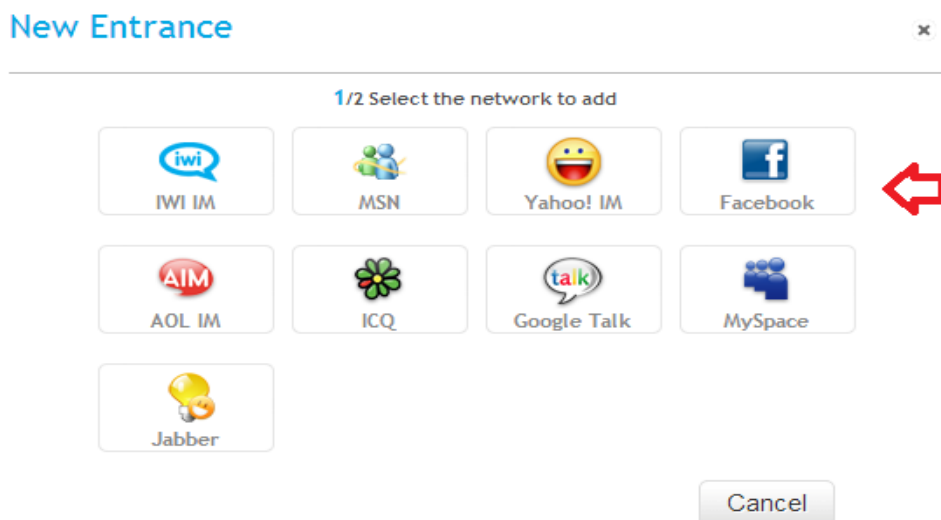 New Entrance
1/2 Select the network to add
iwi
IWI IM
MSN
Yahoo! IM
f
Facebook
AIM
AOL IM
ICQ
talk
Google Talk
MySpace
Jabber
Cancel